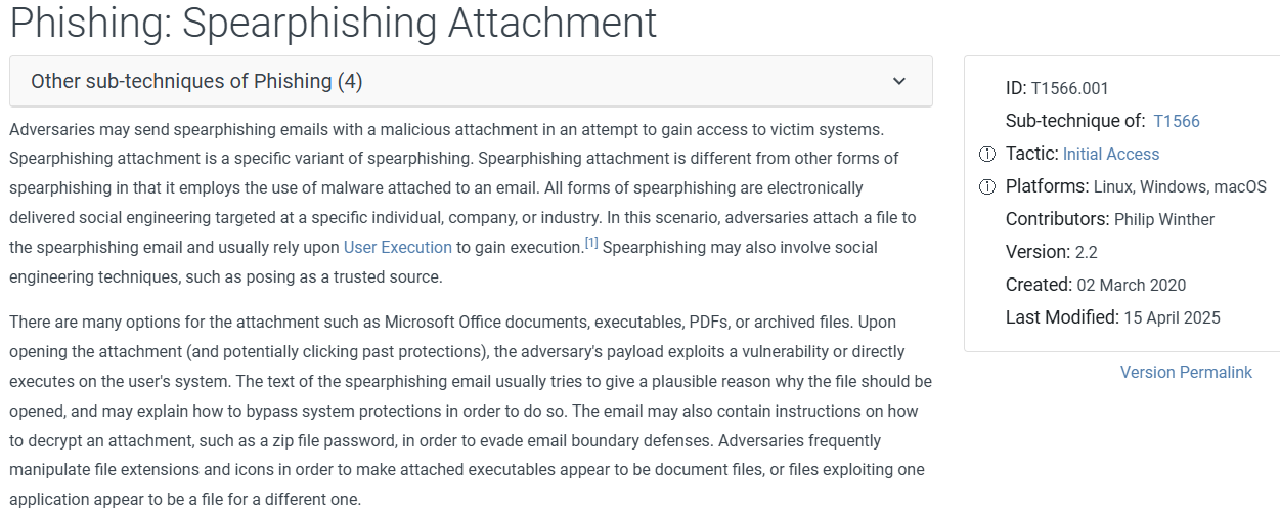 Phishing: Spearphishing Attachment
Other sub-techniques of Phishing (4)
Adversaries may send spearphishing emails with a malicious attachment in an attempt to gain access to victim systems.
Spearphishing attachment is a specific variant of spearphishing. Spearphishing attachment is different from other forms of
spearphishing in that it employs the use of malware attached to an email. All forms of spearphishing are electronically
delivered social engineering targeted at a specific individual, company, or industry. In this scenario, adversaries attach a file to
the spearphishing email and usually rely upon User Execution to gain execution.[1] Spearphishing may also involve social
engineering techniques, such as posing as a trusted source.
There are many options for the attachment such as Microsoft Office documents, executables, PDFs, or archived files. Upon
opening the attachment (and potentially clicking past protections), the adversary's payload exploits a vulnerability or directly
executes on the user's system. The text of the spearphishing email usually tries to give a plausible reason why the file should be
opened, and may explain how to bypass system protections in order to do so. The email may also contain instructions on how
to decrypt an attachment, such as a zip file password, in order to evade email boundary defenses. Adversaries frequently
manipulate file extensions and icons in order to make attached executables appear to be document files, or files exploiting one
application appear to be a file for a different one.
ID: T1566.001
Sub-technique of: T1566
Tactic: Initial Access
Platforms: Linux, Windows, macOS
Contributors: Philip Winther
Version: 2.2
Created: 02 March 2020
Last Modified: 15 April 2025
Version Permalink